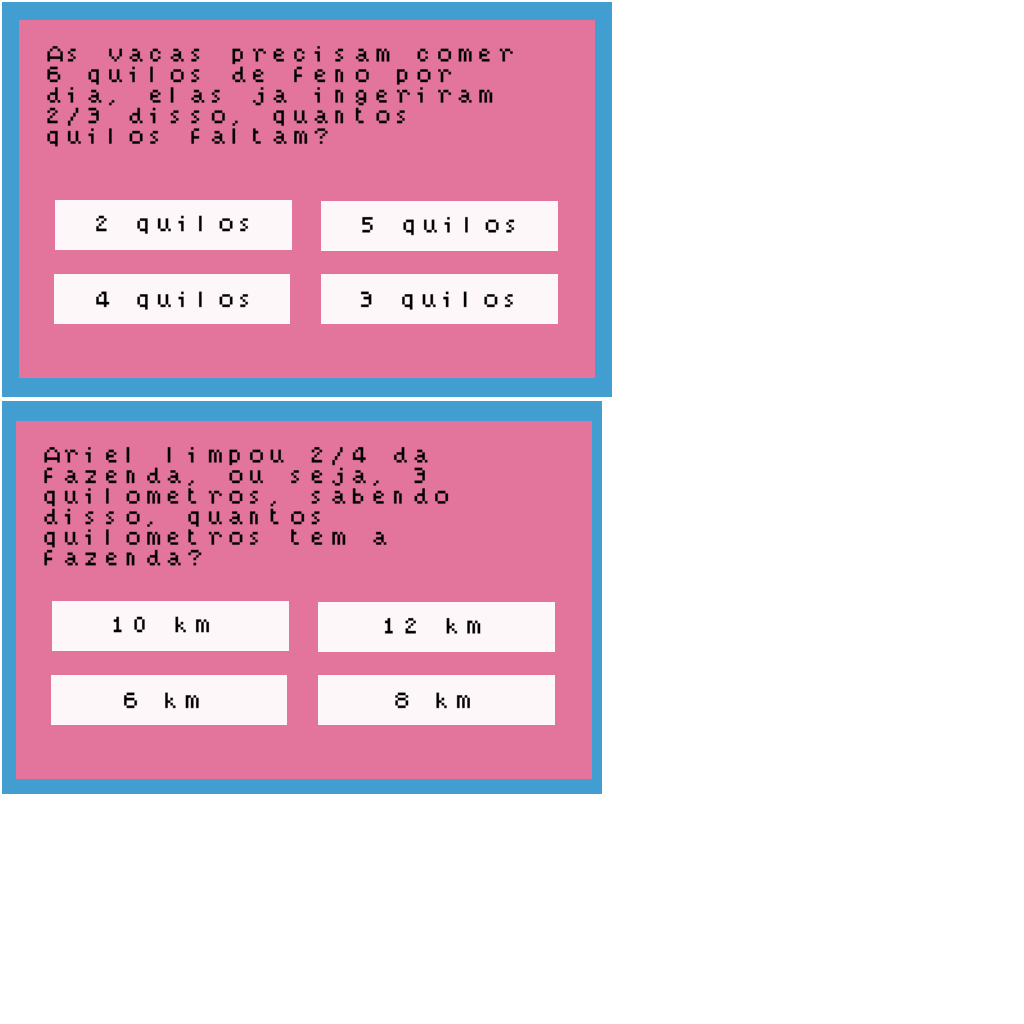 As vacas precisam comer
6 quilos de feno por
dia, elas ja ingeriram
2/3 disso, quantos
quilos faltam?
2 quilos
5 quilos
4 quilos
3 quilos
Ariel limpou 2/4 da
fazenda, ou seja, 3
quilometros, sabendo
disso, quantos
quilometros tem a
fazenda?
10 km
12 km
6 km
8 km